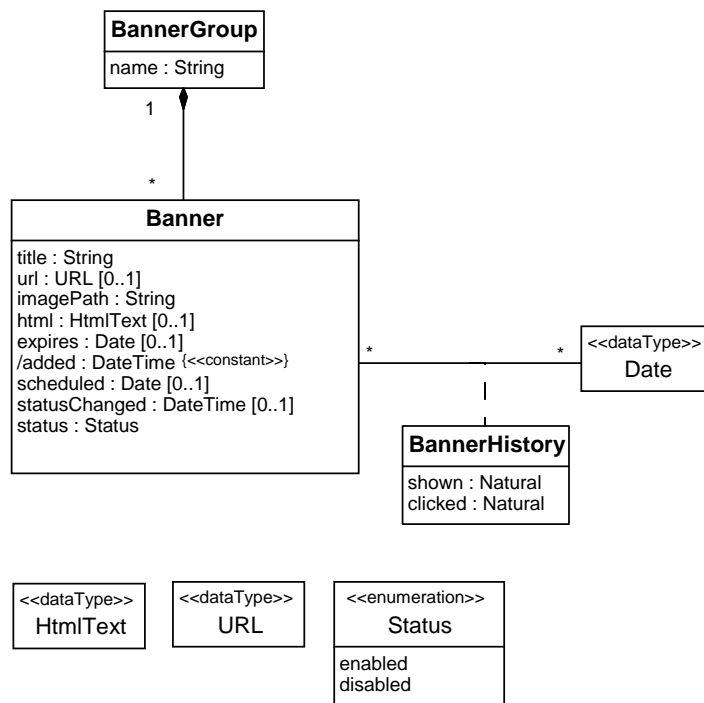 BannerGroup
name : String
1
*
Banner
title : String
url : URL [0..1]
imagePath : String
html : HtmlText [0..1]
expires : Date [0..1]
/added : DateTime {<<constant>>}
scheduled : Date [0..1]
statusChanged : DateTime [0..1]
status : Status
*
*
<<dataType>>
Date
BannerHistory
shown : Natural
clicked : Natural
<<dataType>>
HtmlText
<<dataType>>
URL
<<enumeration>>
Status
enabled
disabled